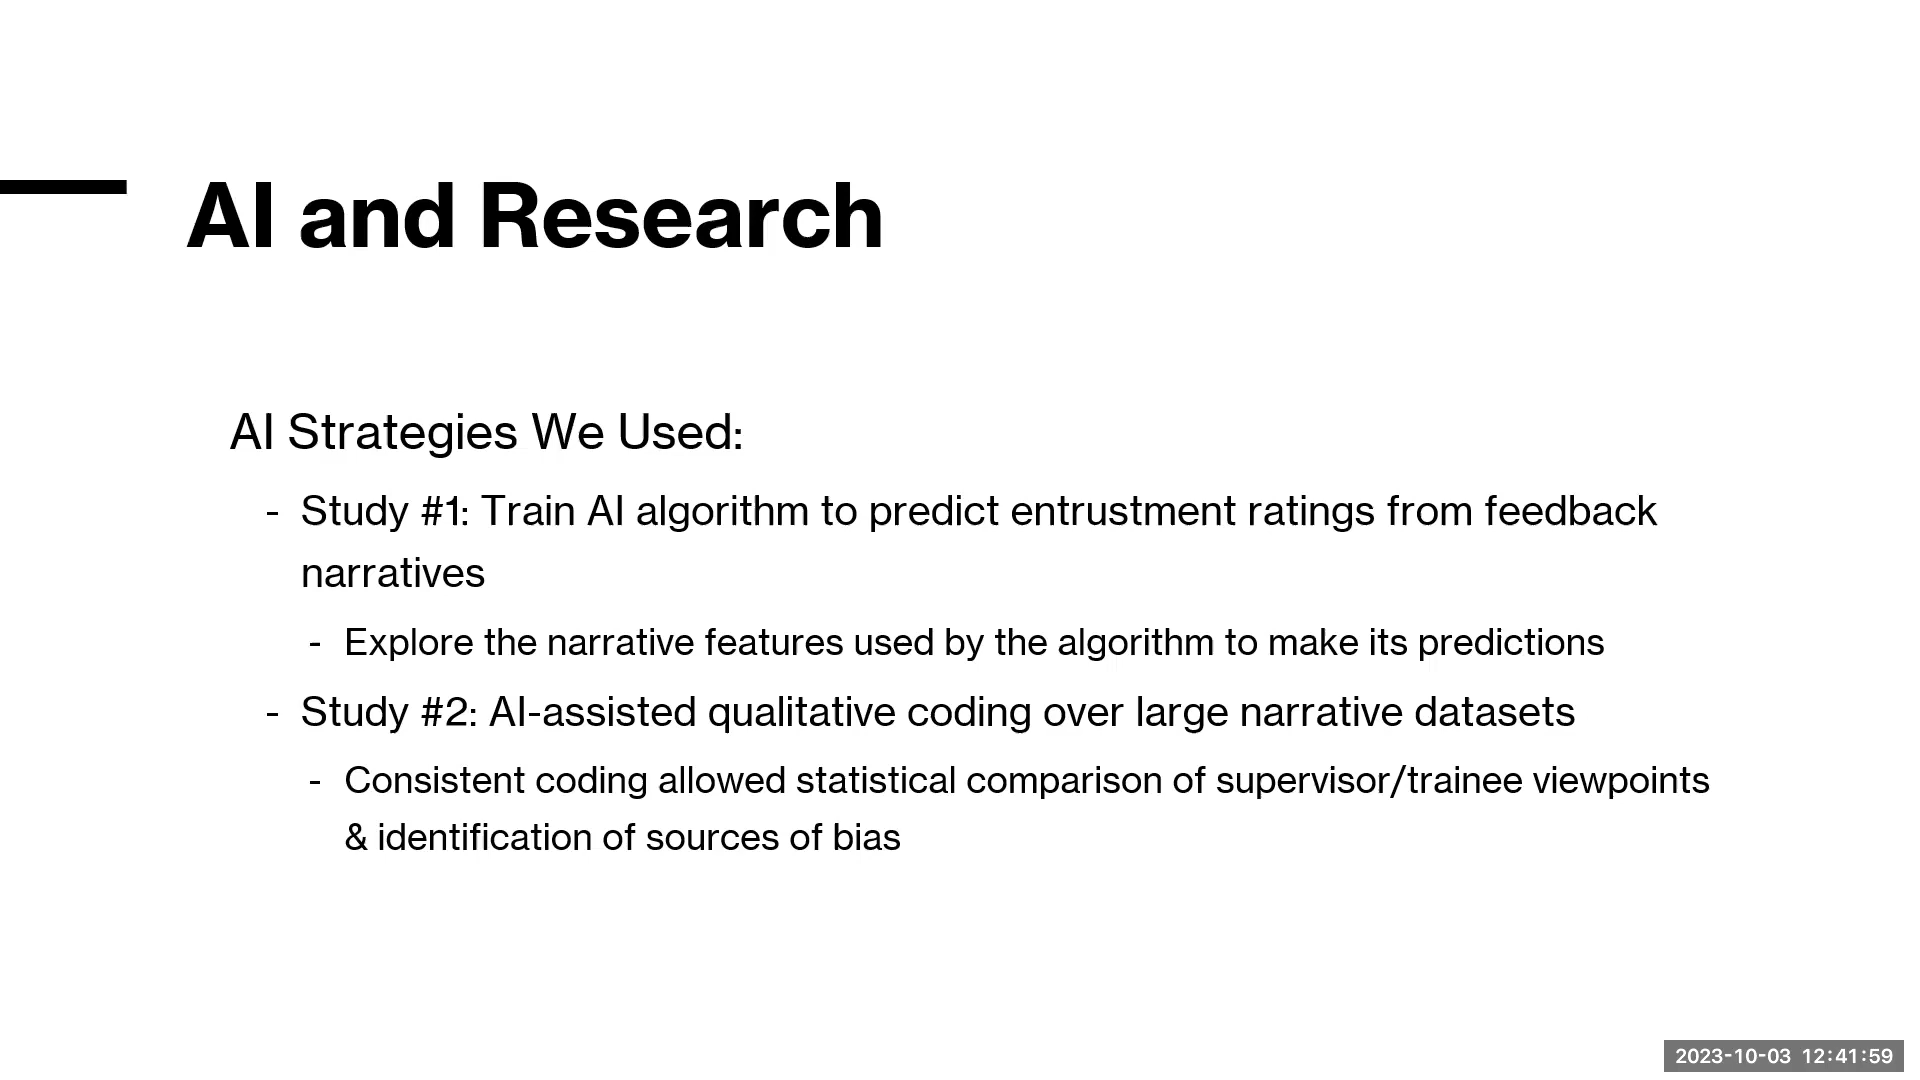 AI and Research
AI Strategies We Used:
- Study #1: Train AI algorithm to predict entrustment ratings from feedback
narratives
- Explore the narrative features used by the algorithm to make its predictions
- Study #2: AI-assisted qualitative coding over large narrative datasets
- Consistent coding allowed statistical comparison of supervisor/trainee viewpoints
& identification of sources of bias
2023-10-03 12:41:59